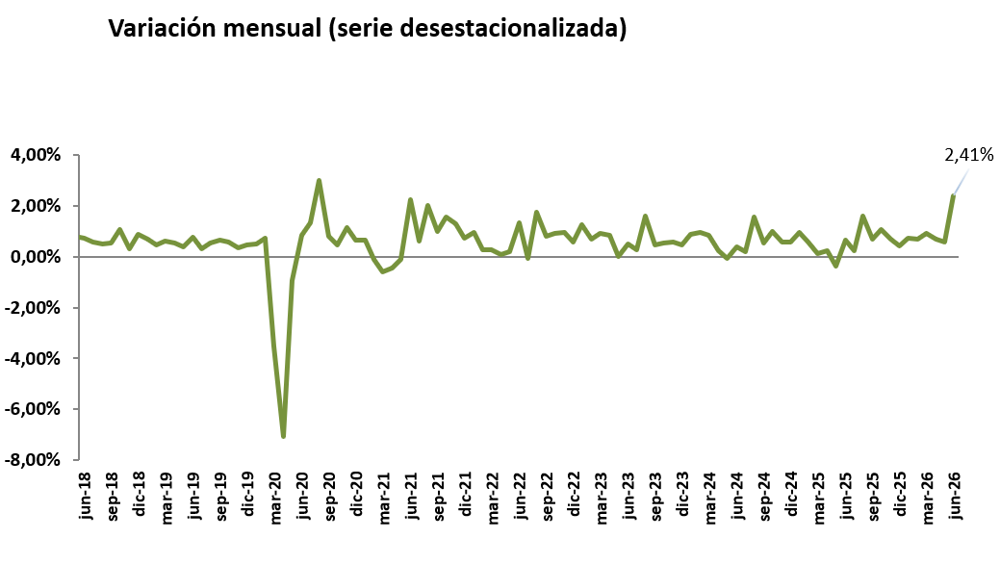 Variación mensual (serie desestacionalizada)
4,00%
2,00%
0,00%
-2,00%
-4,00%
-6,00%
-8,00%
2,41%
jun-18
sep-18
dic-18
mar-19
jun-19
sep-19
dic-19
mar-20
jun-20
sep-20
dic-20
mar-21
jun-21
sep-21
dic-21
mar-22
jun-22
sep-22
dic-22
mar-23
jun-23
sep-23
dic-23
mar-24
jun-24
sep-24
dic-24
mar-25
jun-25
sep-25
dic-25
mar-26
jun-26